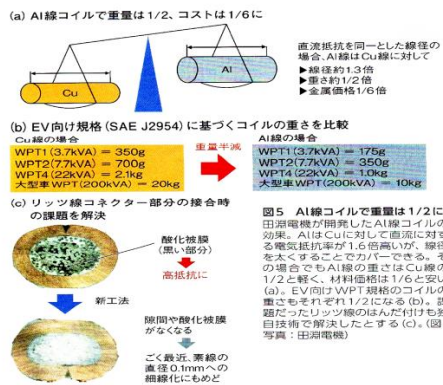 (a) Al線コイルで重量は1/2、コストは1/6に
Cu
Al
直流抵抗を同一とした線径の
場合、Al線はCu線に対して
▶線径約1.3倍
▶重さ約1/2倍
▶金属価格1/6倍
(b) EV向け規格(SAE J2954)に基づくコイルの重さを比較
Cu線の場合
WPT1(3.7kVA)＝350g
WPT2(7.7kVA)＝700g
WPT4(22kVA)＝2.1kg
大型車WPT(200kVA)＝20kg
重量半減
Al線の場合
WPT1(3.7kVA)＝175g
WPT2(7.7kVA)＝350g
WPT4(22kVA)＝1.0kg
大型車WPT(200kVA)＝10kg
(c) リッツ線コネクター部分の接合時
の課題を解決
酸化被膜
(黒い部分)
高抵抗に
新工法
隙間や酸化被膜
がなくなる
ごく最近、素線の
直径0.1mmへの
細線化にもめど
図5 Al線コイルで重量は1/2に
田淵電機が開発したAl線コイルの
効果。AlはCuに対して直流に対す
る電気抵抗率が1.6倍高いが、線径
を太くすることでカバーできる。そ
の場合でもAl線の重さはCu線の
1/2と軽く、材料価格は1/6と安い
(a)。EV向けWPT規格のコイルの
重さもそれぞれ1/2になる(b)。課
題だったリッツ線のはんだ付けも独
自技術で解決したとする(c)。(図・
写真：田淵電機)